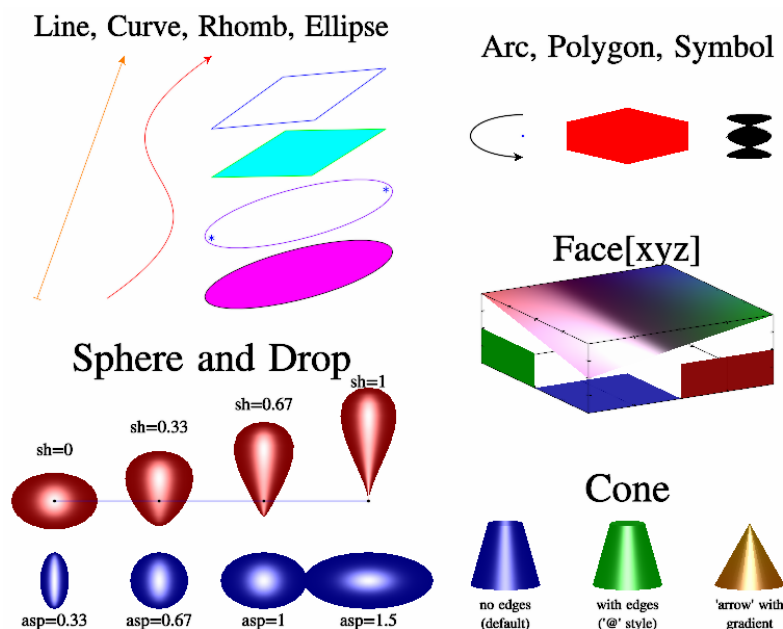 Line, Curve, Rhomb, Ellipse
Arc, Polygon, Symbol
*
*
Face[xyz]
Sphere and Drop
sh=0
sh=0.33
sh=0.67
sh=1
asp=0.33
asp=0.67
asp=1
asp=1.5
Cone
no edges
(default)
with edges
('@' style)
'arrow' with
gradient